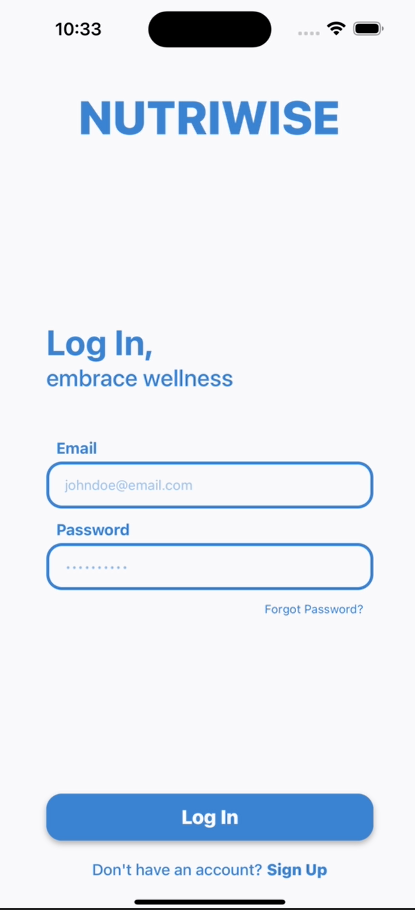 10:33
NUTRIWISE
Log In,
embrace wellness
Email
johndoe@email.com
Password
••••••••••
Forgot Password?
Log In
Don't have an account? Sign Up